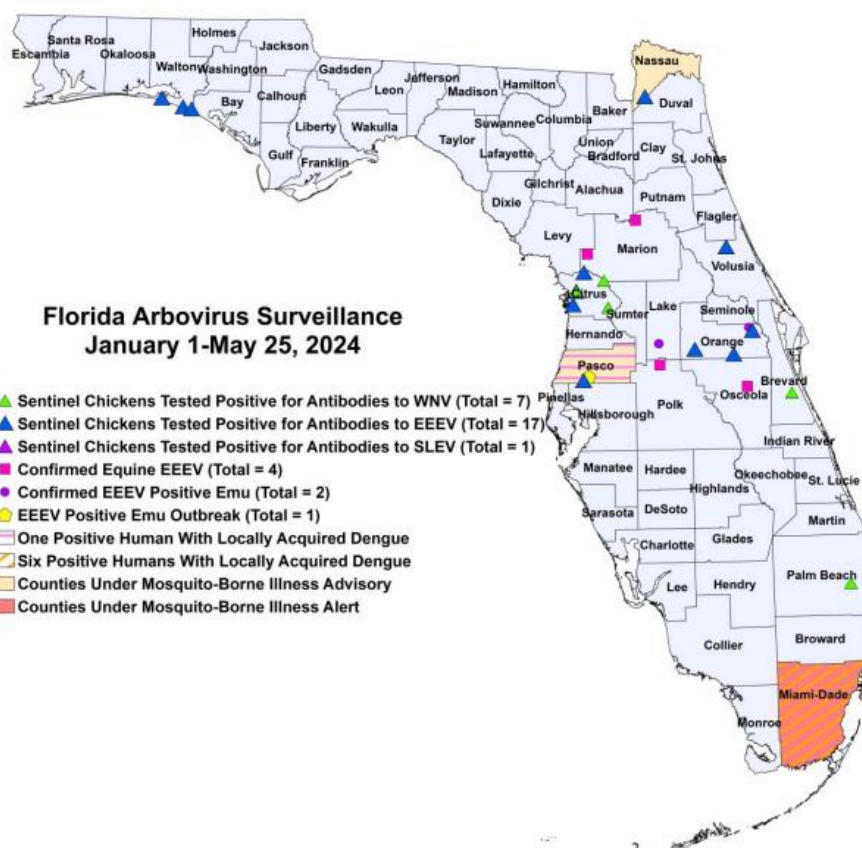 Holmes
Jackson
Santa Rosa
Escambia
Okaloosa
Walton
Washington
Gadsden
Nassau
Jefferson
Leon
Madison
Hamilton
Bay
Calhoun
Columbia
Baker
Duval
Liberty
Wakulla
Suwannee
Taylor
Union
Clay
Gulf
Lafayette
Bradford
St. Johns
Franklin
Gilchrist
Alachua
Dixie
Putnam
Flagler
Levy
Marion
Volusia
Citrus
Lake
Sumter
Seminole
Hernando
Orange
Florida Arbovirus Surveillance
January 1-May 25, 2024
Pasco
Brevard
Osceola
Pinellas
Hillsborough
Polk
Sentinel Chickens Tested Positive for Antibodies to WNV (Total = 7)
Sentinel Chickens Tested Positive for Antibodies to EEEV (Total = 17)
Sentinel Chickens Tested Positive for Antibodies to SLEV (Total = 1)
Confirmed Equine EEEV (Total = 4)
Confirmed EEEV Positive Emu (Total = 2)
EEEV Positive Emu Outbreak (Total = 1)
One Positive Human With Locally Acquired Dengue
Six Positive Humans With Locally Acquired Dengue
Counties Under Mosquito-Borne Illness Advisory
Counties Under Mosquito-Borne Illness Alert
Indian River
Manatee
Hardee
Okeechobee
St. Lucie
Highlands
Sarasota
DeSoto
Martin
Charlotte
Glades
Palm Beach
Lee
Hendry
Broward
Collier
Miami-Dade
Monroe